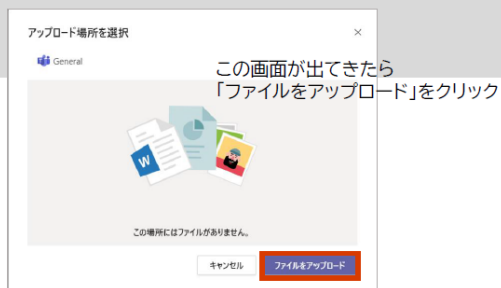 アップロード場所を選択
General
この画面が出てきたら
「ファイルをアップロード」をクリック
W
この場所にはファイルがありません。
キャンセル
ファイルをアップロード